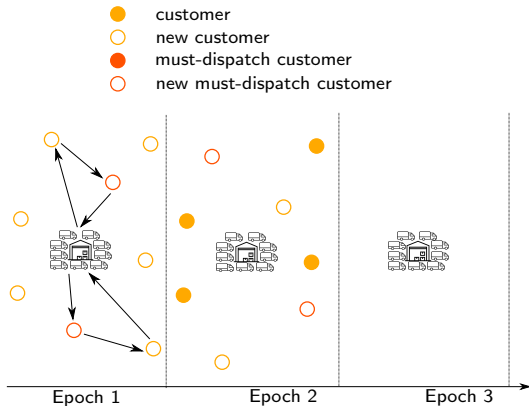 customer
new customer
must-dispatch customer
new must-dispatch customer
Epoch 1
Epoch 2
Epoch 3